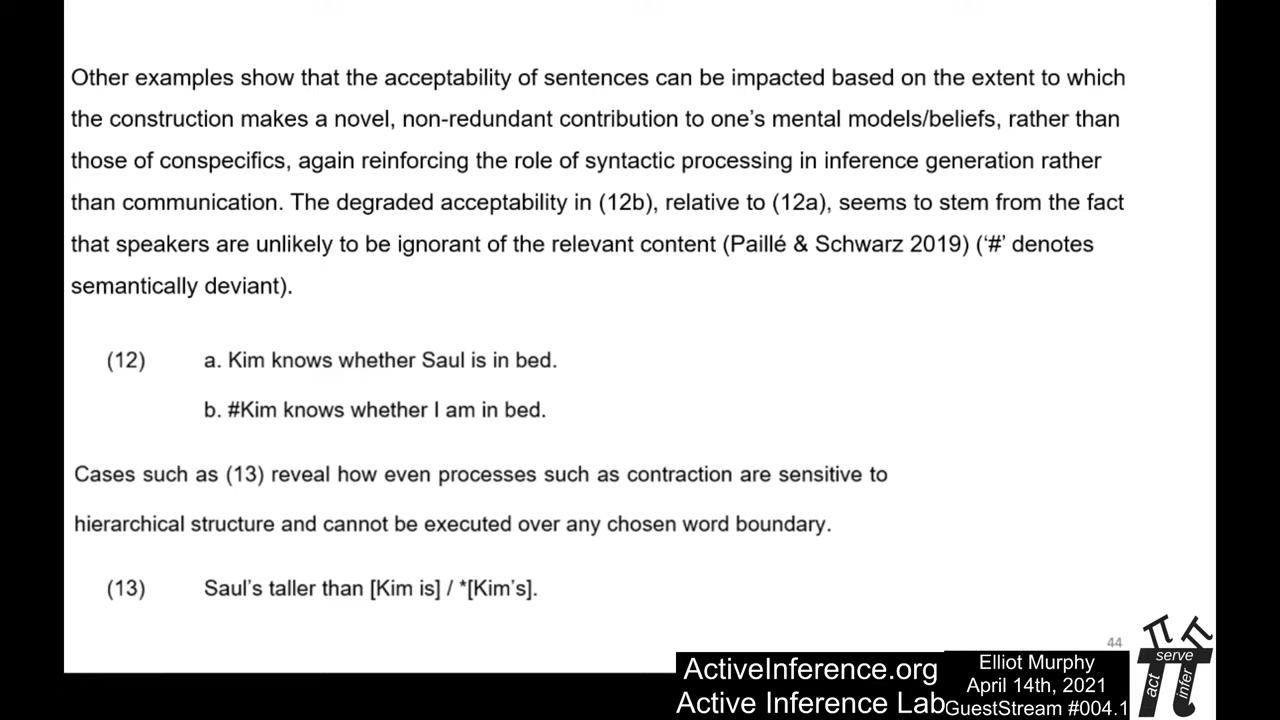 Other examples show that the acceptability of sentences can be impacted based on the extent to which
the construction makes a novel, non-redundant contribution to one’s mental models/beliefs, rather than
those of conspecifics, again reinforcing the role of syntactic processing in inference generation rather
than communication. The degraded acceptability in (12b), relative to (12a), seems to stem from the fact
that speakers are unlikely to be ignorant of the relevant content (Paillé & Schwarz 2019) (‘#’ denotes
semantically deviant).
(12) a. Kim knows whether Saul is in bed.
b. #Kim knows whether I am in bed.
Cases such as (13) reveal how even processes such as contraction are sensitive to
hierarchical structure and cannot be executed over any chosen word boundary.
(13) Saul’s taller than [Kim is] / *[Kim’s].
44
ActiveInference.org
Active Inference Lab
Elliot Murphy
April 14th, 2021
GuestStream #004.1
π π
serve
act
infer